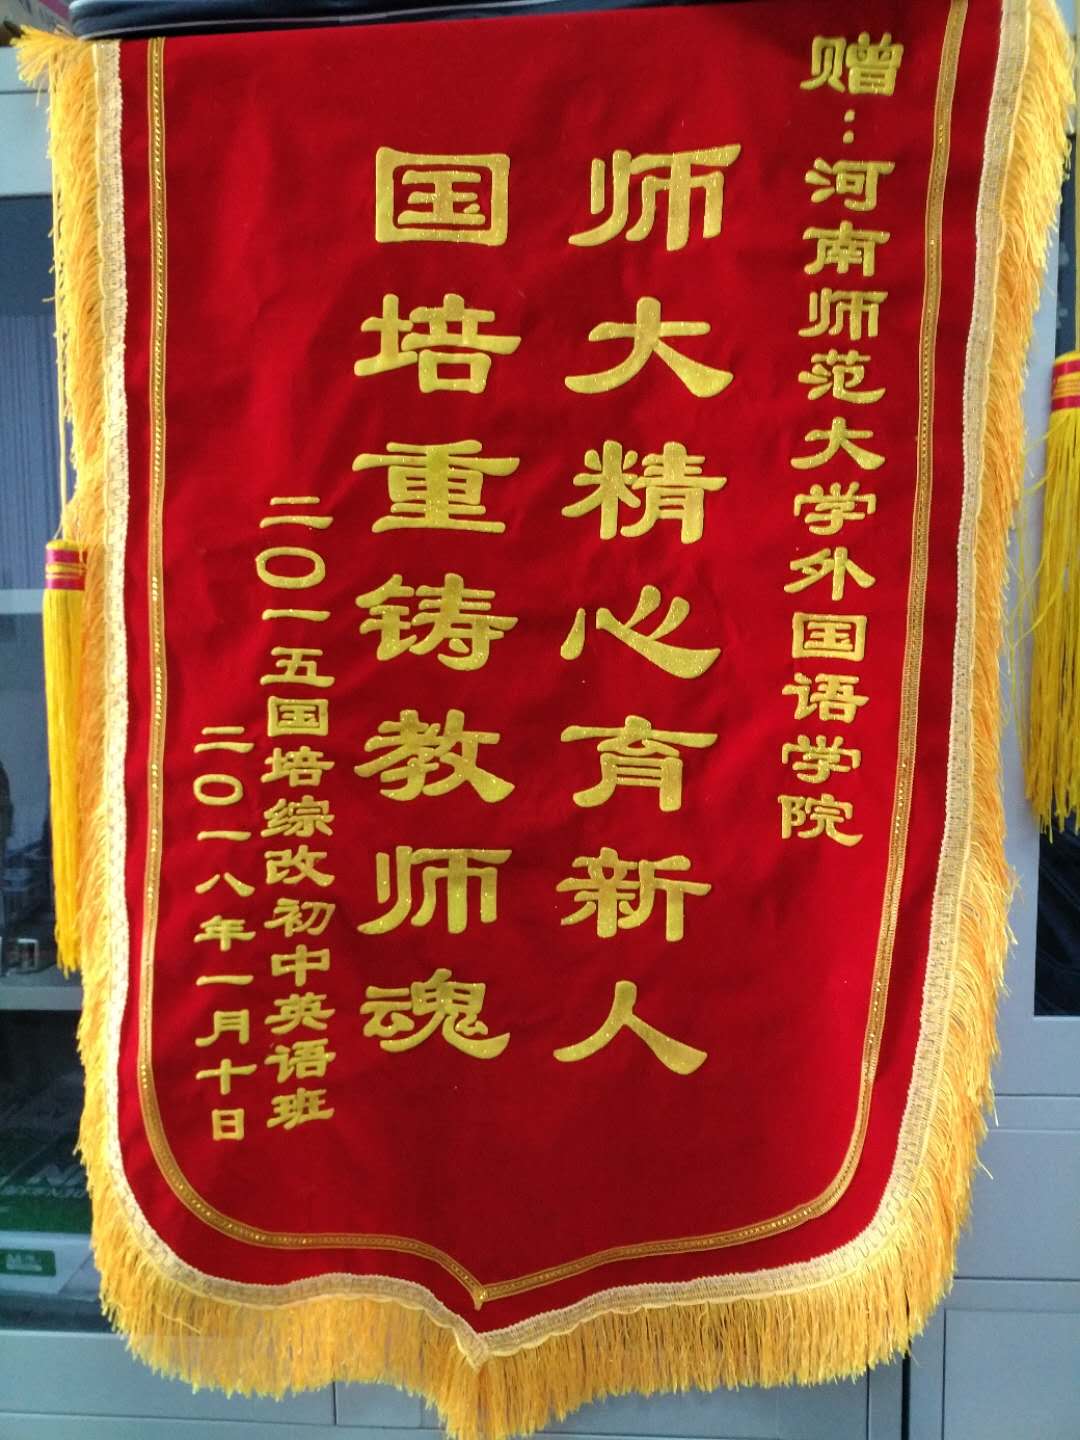 赠：河南师范大学外国语学院
师大精心育新人
国培重铸教师魂
二〇一五国培综改初中英语班
二〇一八年一月十日